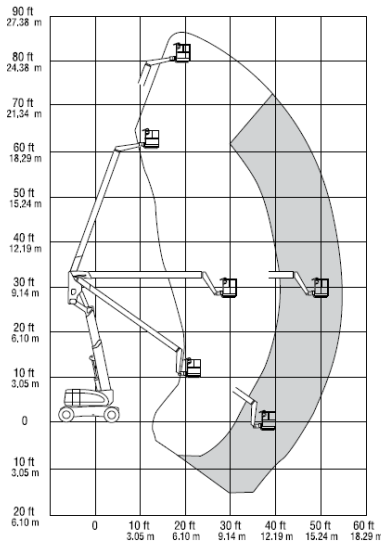 90 ft
27,38 m
80 ft
24,38 m
70 ft
21,34 m
60 ft
18,29 m
50 ft
15,24 m
40 ft
12,19 m
30 ft
9,14 m
20 ft
6,10 m
10 ft
3,05 m
0
10 ft
3,05 m
20 ft
6,10 m
0 10 ft 20 ft 30 ft 40 ft 50 ft 60 ft
3,05 m 6,10 m 9,14 m 12,19 m 15,24 m 18,29 m